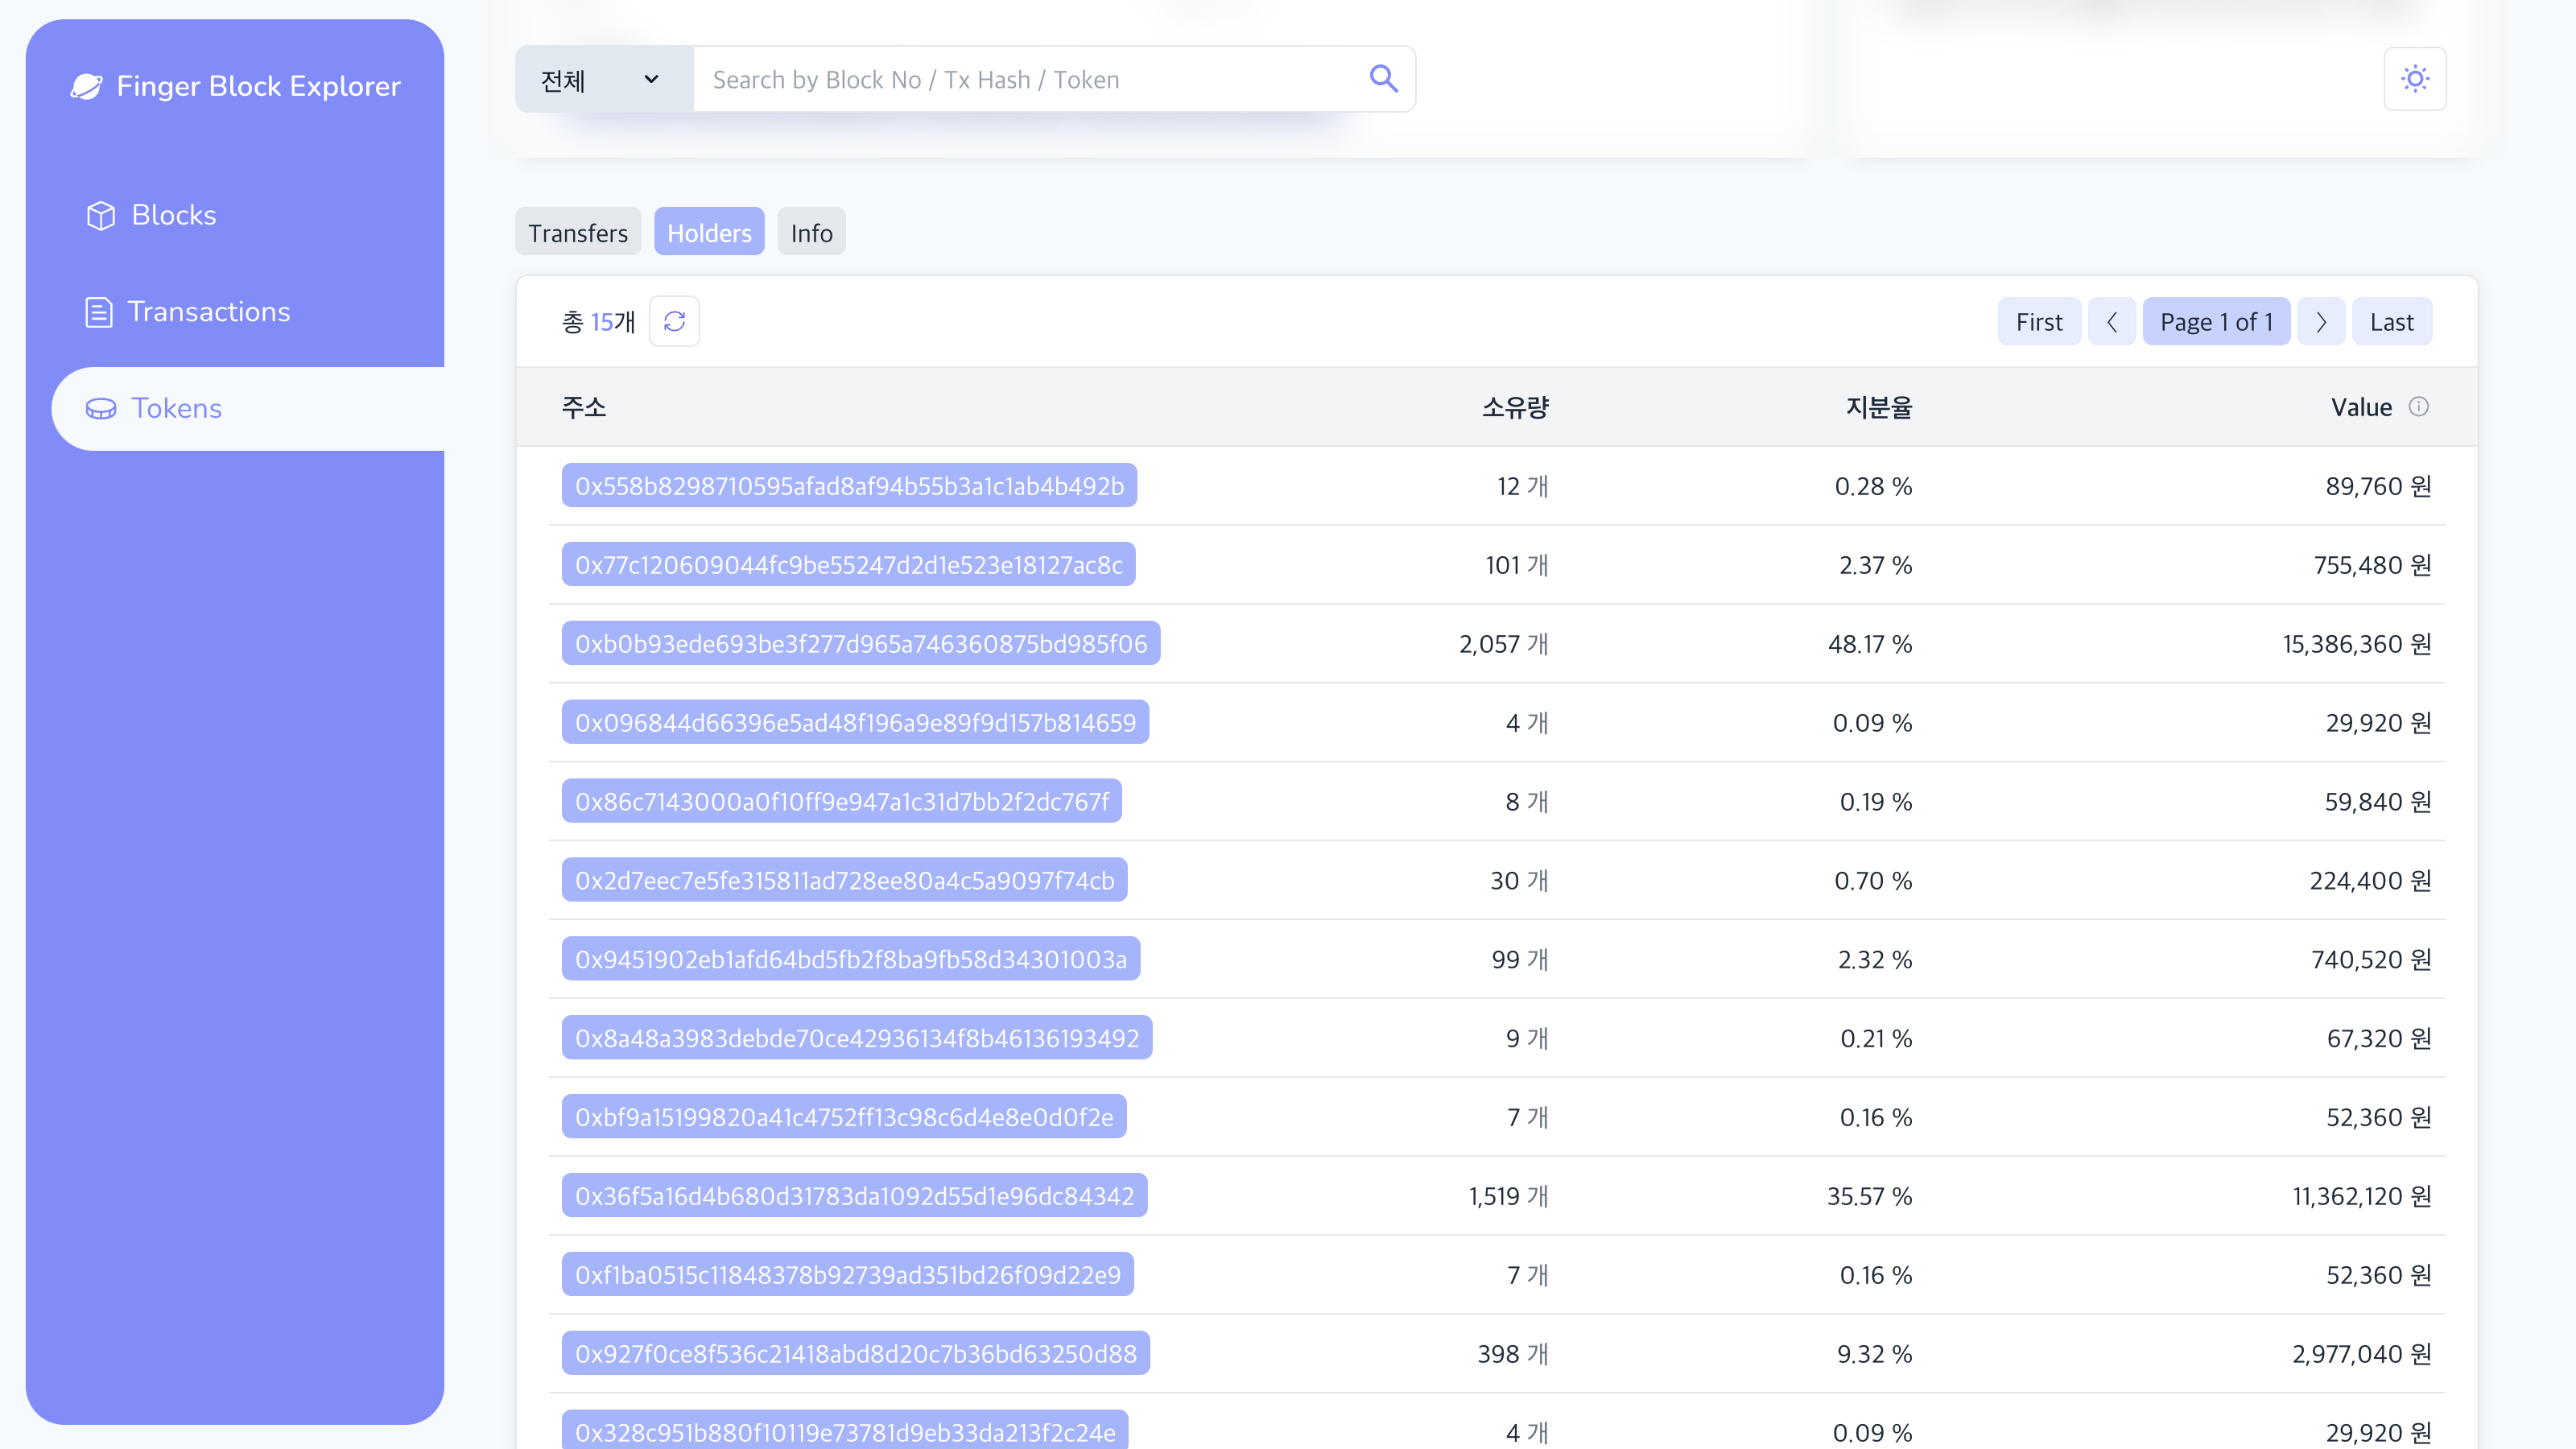 Finger Block Explorer
Blocks
Transactions
Tokens
전체
Search by Block No / Tx Hash / Token
Transfers Holders Info
총 15개
First Page 1 of 1 Last
주소 소유량 지분율 Value
0x558b8298710595afad8af94b55b3a1c1ab4b492b 12 개 0.28 % 89,760 원
0x77c120609044fc9be55247d2d1e523e18127ac8c 101 개 2.37 % 755,480 원
0xb0b93ede693be3f277d965a746360875bd985f06 2,057 개 48.17 % 15,386,360 원
0x096844d66396e5ad48f196a9e89f9d157b814659 4 개 0.09 % 29,920 원
0x86c7143000a0f10ff9e947a1c31d7bb2f2dc767f 8 개 0.19 % 59,840 원
0x2d7eec7e5fe315811ad728ee80a4c5a9097f74cb 30 개 0.70 % 224,400 원
0x9451902eb1afd64bd5fb2f8ba9fb58d34301003a 99 개 2.32 % 740,520 원
0x8a48a3983debde70ce42936134f8b46136193492 9 개 0.21 % 67,320 원
0xbf9a15199820a41c4752ff13c98c6d4e8e0d0f2e 7 개 0.16 % 52,360 원
0x36f5a16d4b680d31783da1092d55d1e96dc84342 1,519 개 35.57 % 11,362,120 원
0xf1ba0515c11848378b92739ad351bd26f09d22e9 7 개 0.16 % 52,360 원
0x927f0ce8f536c21418abd8d20c7b36bd63250d88 398 개 9.32 % 2,977,040 원
0x328c951b880f10119e73781d9eb33da213f2c24e 4 개 0.09 % 29,920 원